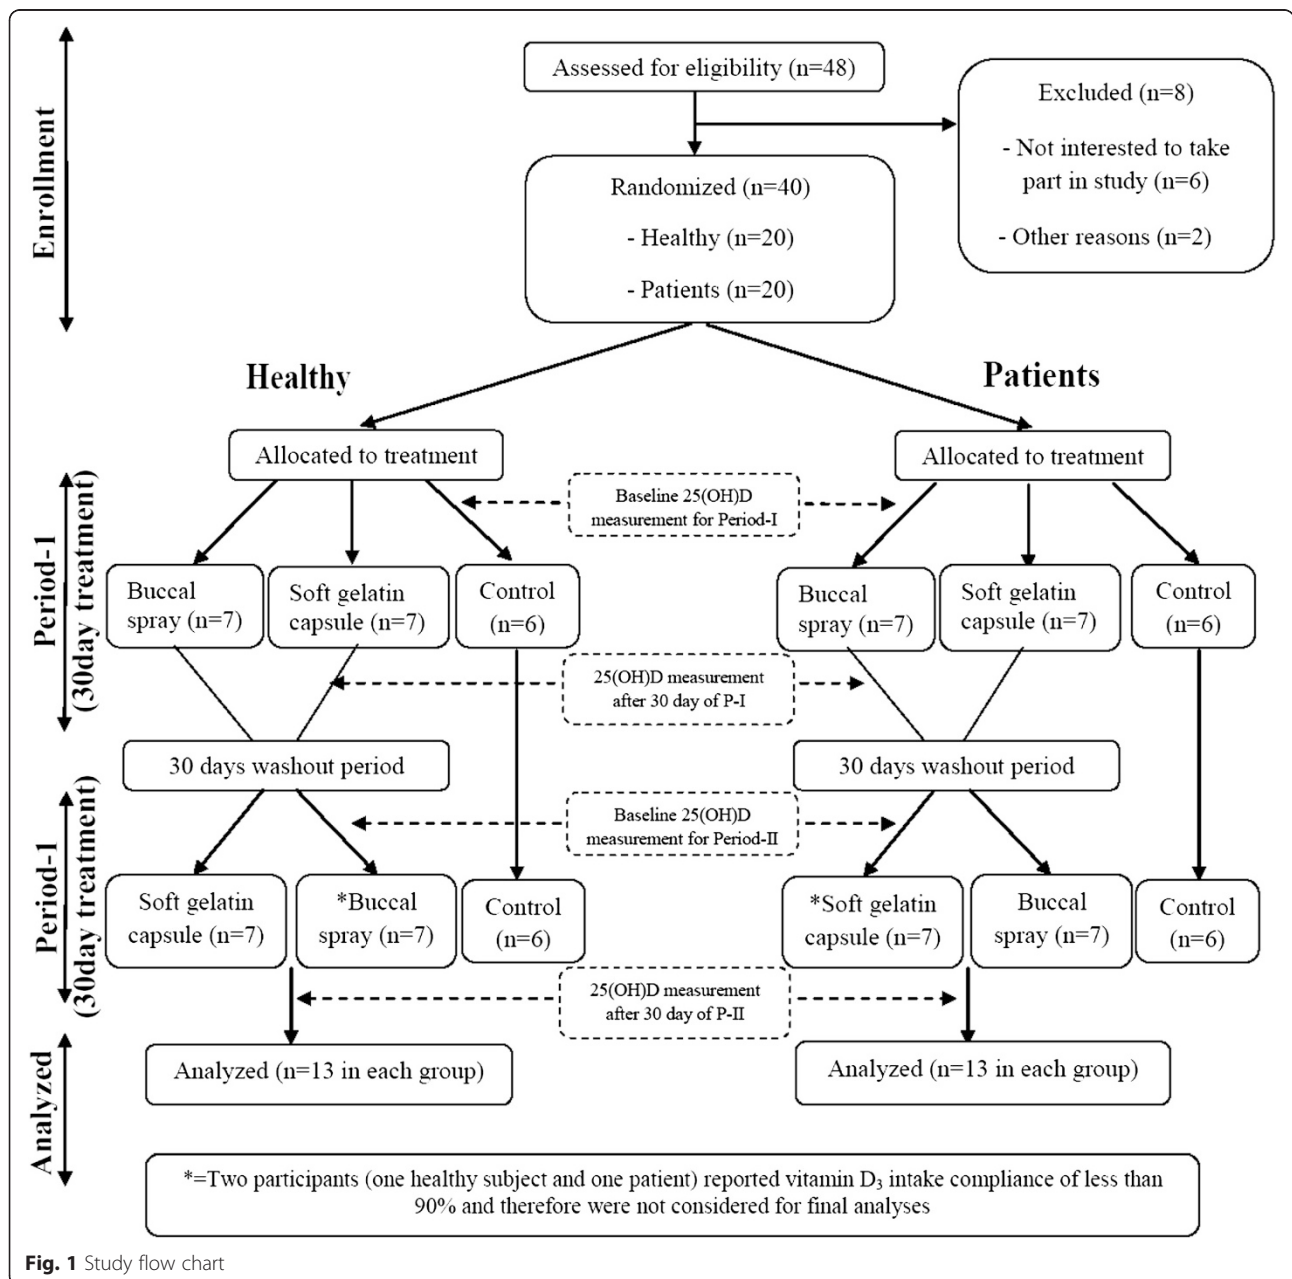 Enrollment
Assessed for eligibility (n=48)
Excluded (n=8)
- Not interested to take
part in study (n=6)
- Other reasons (n=2)
Randomized (n=40)
- Healthy (n=20)
- Patients (n=20)
Healthy
Patients
Allocated to treatment
Allocated to treatment
Baseline 25(OH)D
measurement for Period-I
Period-1
(30day treatment)
Buccal
spray (n=7)
Soft gelatin
capsule (n=7)
Control
(n=6)
Buccal
spray (n=7)
Soft gelatin
capsule (n=7)
Control
(n=6)
25(OH)D measurement
after 30 day of P-I
30 days washout period
30 days washout period
Baseline 25(OH)D
measurement for Period-II
Period-1
(30day treatment)
Soft gelatin
capsule (n=7)
*Buccal
spray (n=7)
Control
(n=6)
*Soft gelatin
capsule (n=7)
Buccal
spray (n=7)
Control
(n=6)
25(OH)D measurement
after 30 day of P-II
Analyzed
Analyzed (n=13 in each group)
Analyzed (n=13 in each group)
*=Two participants (one healthy subject and one patient) reported vitamin D₃ intake compliance of less than
90% and therefore were not considered for final analyses
Fig. 1 Study flow chart